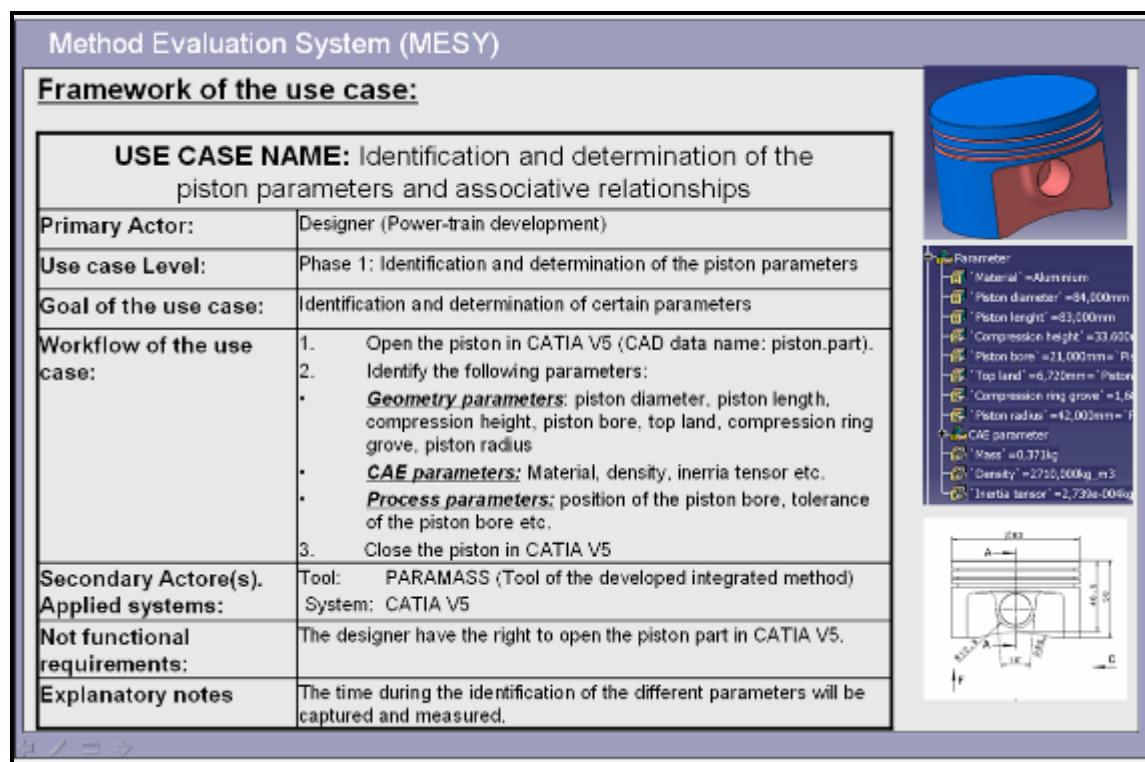 Method Evaluation System (MESY)
Framework of the use case:
USE CASE NAME: Identification and determination of the
piston parameters and associative relationships
Primary Actor:
Designer (Power-train development)
Use case Level:
Phase 1: Identification and determination of the piston parameters
Goal of the use case:
Identification and determination of certain parameters
Workflow of the use
case:
1. Open the piston in CATIA V5 (CAD data name: piston.part).
2. Identify the following parameters:
• Geometry parameters: piston diameter, piston length,
compression height, piston bore, top land, compression ring
grove, piston radius
• CAE parameters: Material, density, inerria tensor etc.
• Process parameters: position of the piston bore, tolerance
of the piston bore etc.
3. Close the piston in CATIA V5
Secondary Actore(s).
Applied systems:
Tool: PARAMASS (Tool of the developed integrated method)
System: CATIA V5
Not functional
requirements:
The designer have the right to open the piston part in CATIA V5.
Explanatory notes
The time during the identification of the different parameters will be
captured and measured.
Parameter
`Material` =Aluminium
`Piston diameter` =84,000mm
`Piston lenght` =83,000mm
`Compression height` =33,600
`Piston bore` =21,000mm=`Pis
`Top land` =6,720mm=`Piston
`Compression ring grove` =1,6
`Piston radius` =42,000mm=`
CAE parameter
`Mass` =0,371kg
`Density` =2710,000kg_m3
`Inertia tensor` =2,739e-004kg
A
A
C
F